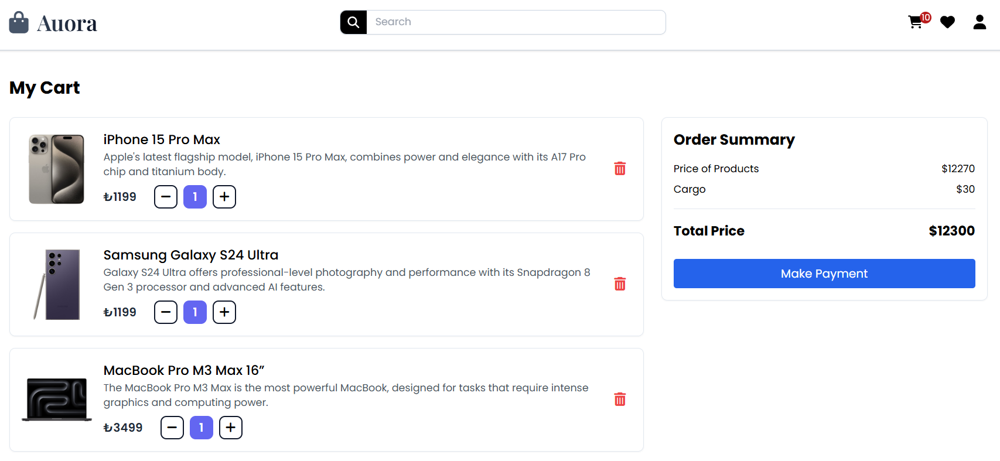 Auora
Search
10
My Cart
iPhone 15 Pro Max
Apple's latest flagship model, iPhone 15 Pro Max, combines power and elegance with its A17 Pro
chip and titanium body.
₺1199
1
Samsung Galaxy S24 Ultra
Galaxy S24 Ultra offers professional-level photography and performance with its Snapdragon 8
Gen 3 processor and advanced AI features.
₺1199
1
MacBook Pro M3 Max 16”
The MacBook Pro M3 Max is the most powerful MacBook, designed for tasks that require intense
graphics and computing power.
₺3499
1
Order Summary
Price of Products $12270
Cargo $30
Total Price $12300
Make Payment